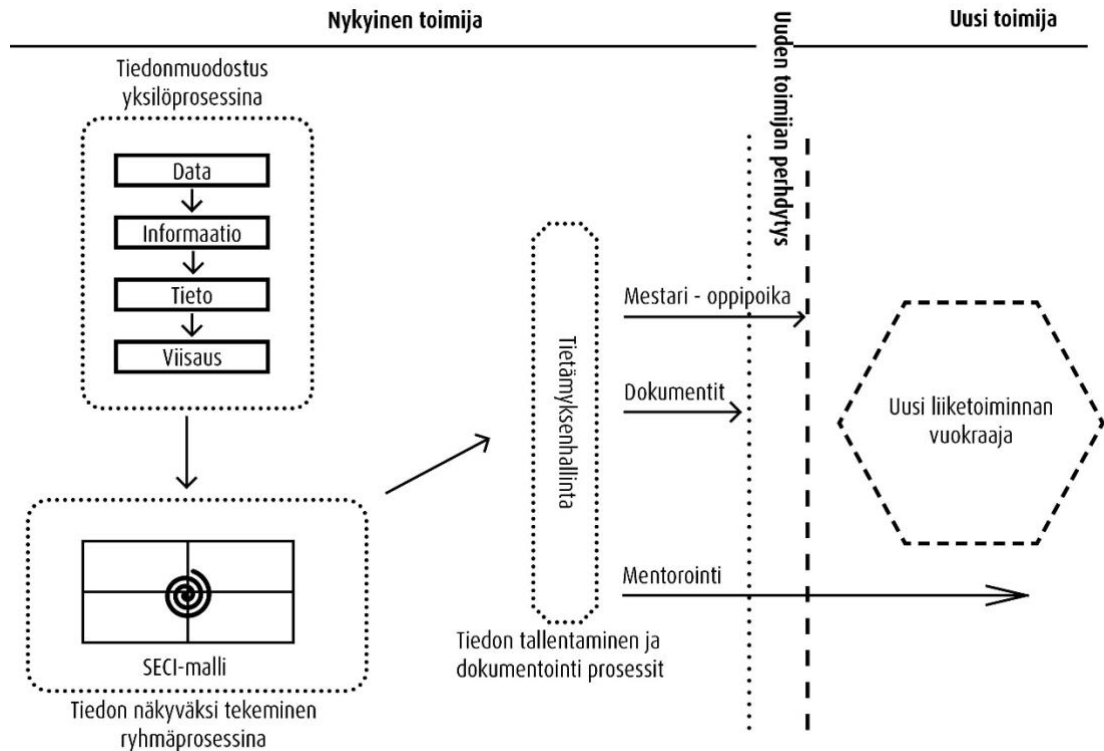 Nykyinen toimija
Uuden toimijan perhdytys
Uusi toimija
Tiedonmuodostus
yksilöprosessina
Data
Informaatio
Tieto
Viisaus
SECI-malli
Tiedon näkyväksi tekeminen
ryhmäprosessina
Tietämyksenhallinta
Tiedon tallentaminen ja
dokumentointi prosessit
Mestari - oppipoika
Dokumentit
Mentorointi
Uusi liiketoiminnan
vuokraaja